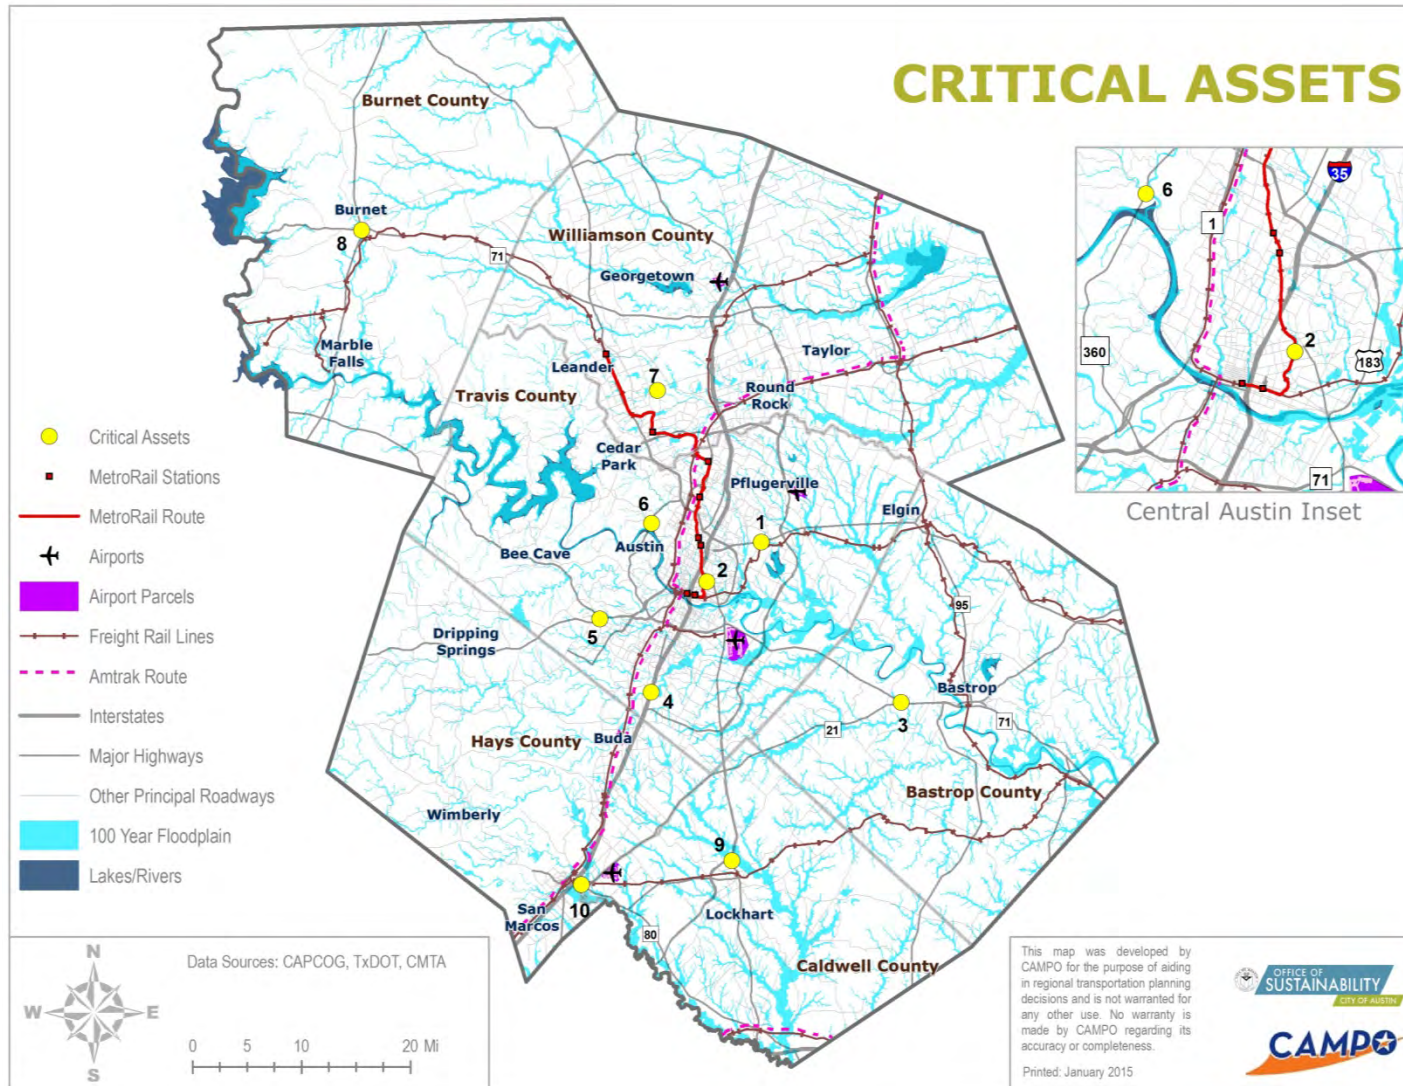 CRITICAL ASSETS
Burnet County
Burnet
8
Williamson County
71
Georgetown
Marble
Falls
Leander
7
Taylor
Round
Rock
Travis County
Cedar
Park
Pflugerville
6
1
Elgin
Bee Cave
Austin
2
95
5
Dripping
Springs
4
Bastrop
3
71
21
Hays County
Buda
Bastrop County
Wimberly
9
10
San
Marcos
Lockhart
80
Caldwell County
6
35
1
2
360
183
71
Central Austin Inset
Critical Assets
MetroRail Stations
MetroRail Route
Airports
Airport Parcels
Freight Rail Lines
Amtrak Route
Interstates
Major Highways
Other Principal Roadways
100 Year Floodplain
Lakes/Rivers
N
W E
S
Data Sources: CAPCOG, TxDOT, CMTA
0 5 10 20 Mi
This map was developed by
CAMPO for the purpose of aiding
in regional transportation planning
decisions and is not warranted for
any other use. No warranty is
made by CAMPO regarding its
accuracy or completeness.
Printed: January 2015
OFFICE OF
SUSTAINABILITY
CITY OF AUSTIN
CAMPO